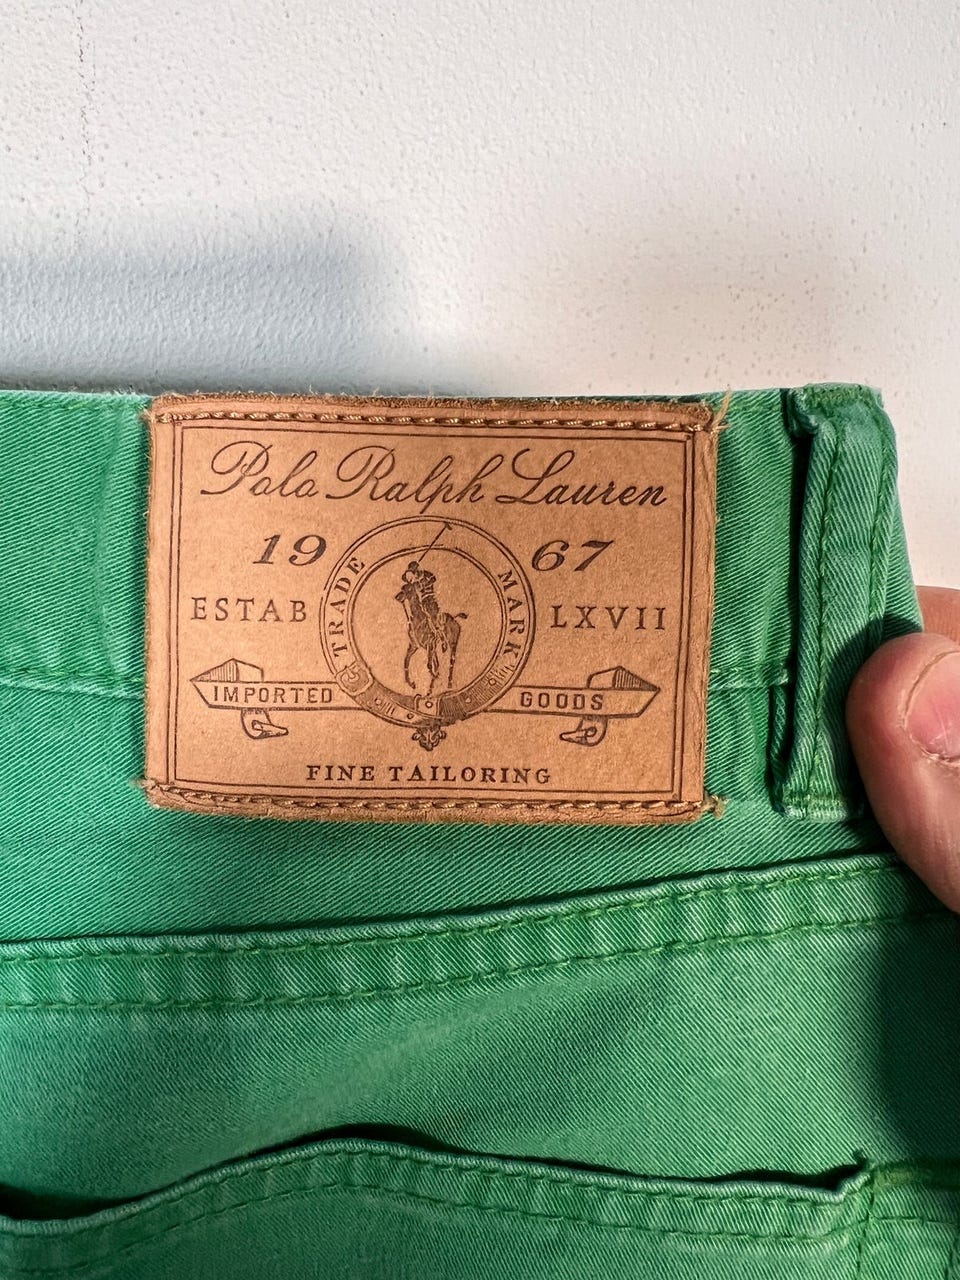 Polo Ralph Lauren
19 67
TRADE MARK
ESTAB LXVII
IMPORTED GOODS
FINE TAILORING